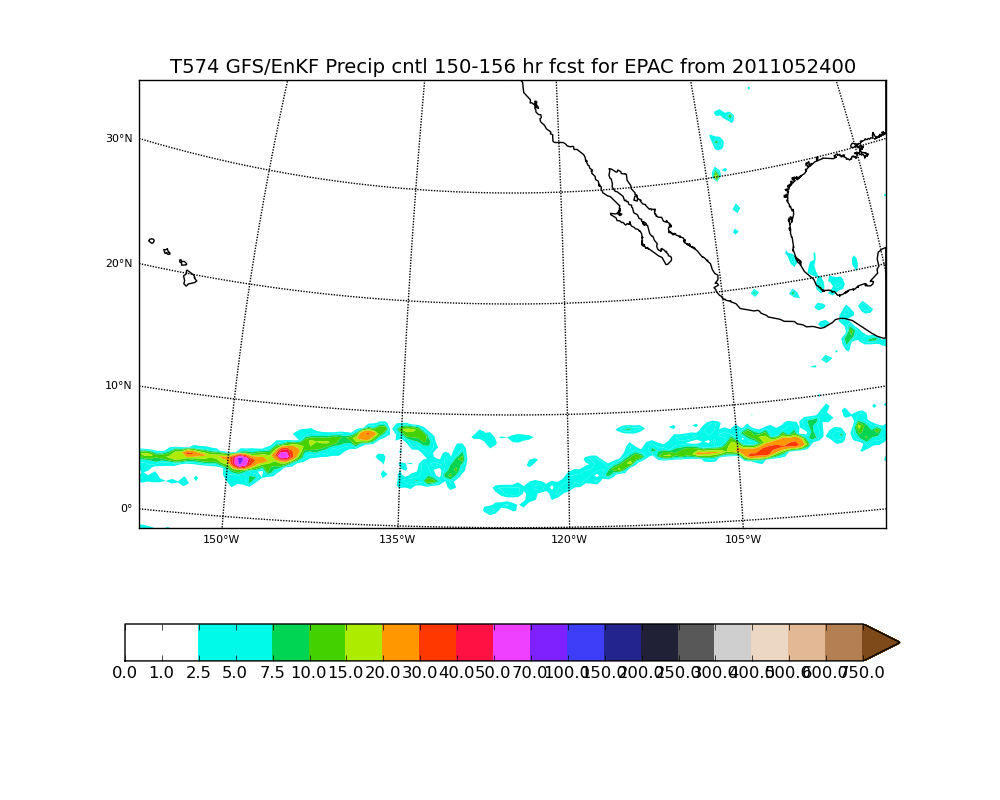 T574 GFS/EnKF Precip cntl 150-156 hr fcst for EPAC from 2011052400
30°N
20°N
10°N
0°
150°W 135°W 120°W 105°W
0.0 1.0 2.5 5.0 7.5 10.0 15.0 20.0 30.0 40.0 50.0 70.0 100.0 150.0 200.0 250.0 300.0 400.0 500.0 600.0 750.0